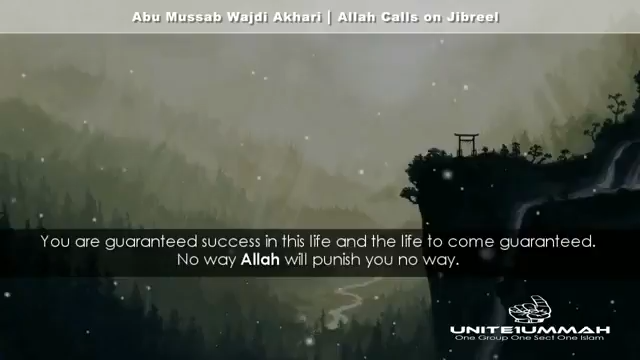 Abu Mussab Wajdi Akhari | Allah Calls on Jibreel
You are guaranteed success in this life and the life to come guaranteed.
No way Allah will punish you no way.
UNITE1UMMAH
One Group One Sect One Islam